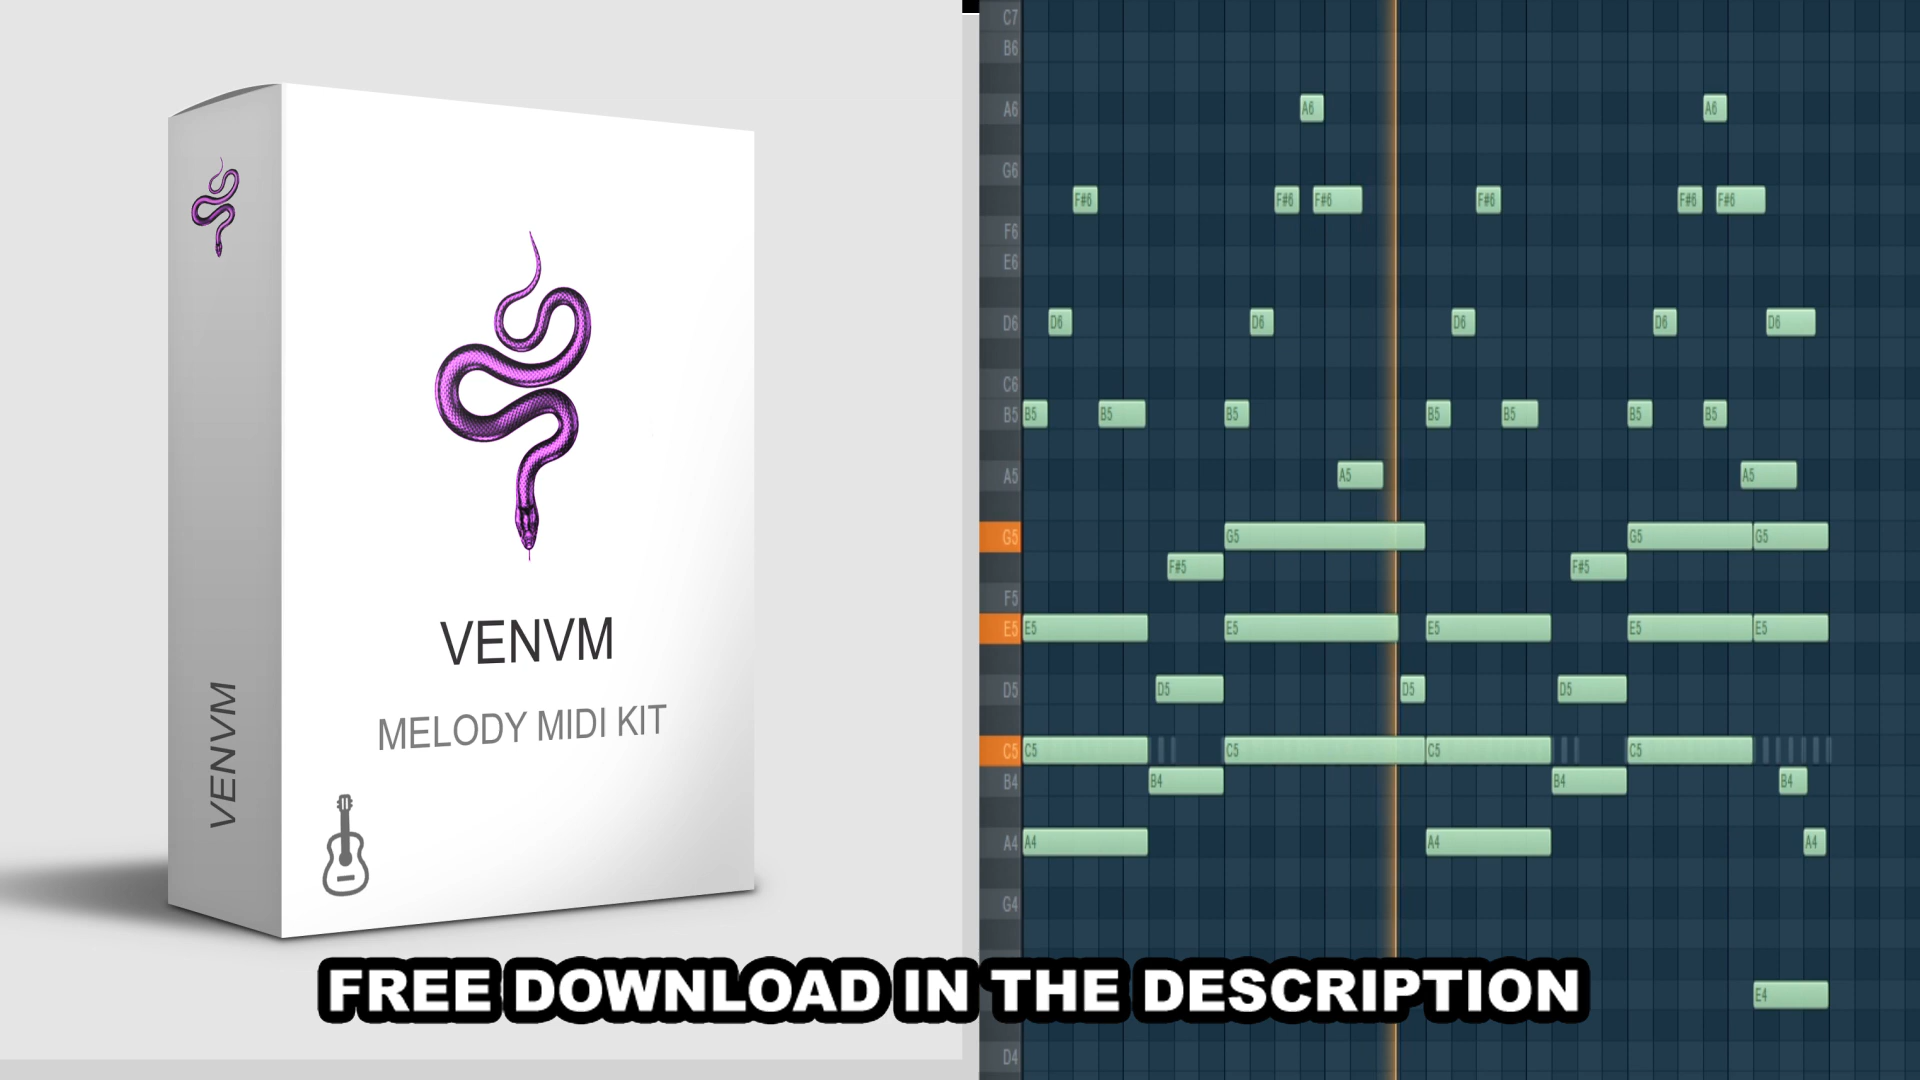 VENVM
VENVM
MELODY MIDI KIT
C7
B6
A6
A6
A6
G6
F#6
F#6
F#6
F#6
F#6
F#6
F6
E6
D6
D6
D6
D6
D6
D6
C6
B5
B5
B5
B5
B5
B5
B5
B5
A5
A5
A5
G5
G5
G5
G5
F#5
F#5
F5
E5
E5
E5
E5
E5
E5
D5
D5
D5
D5
C5
C5
C5
C5
C5
B4
B4
B4
B4
A4
A4
A4
A4
G4
E4
D4
FREE DOWNLOAD IN THE DESCRIPTION